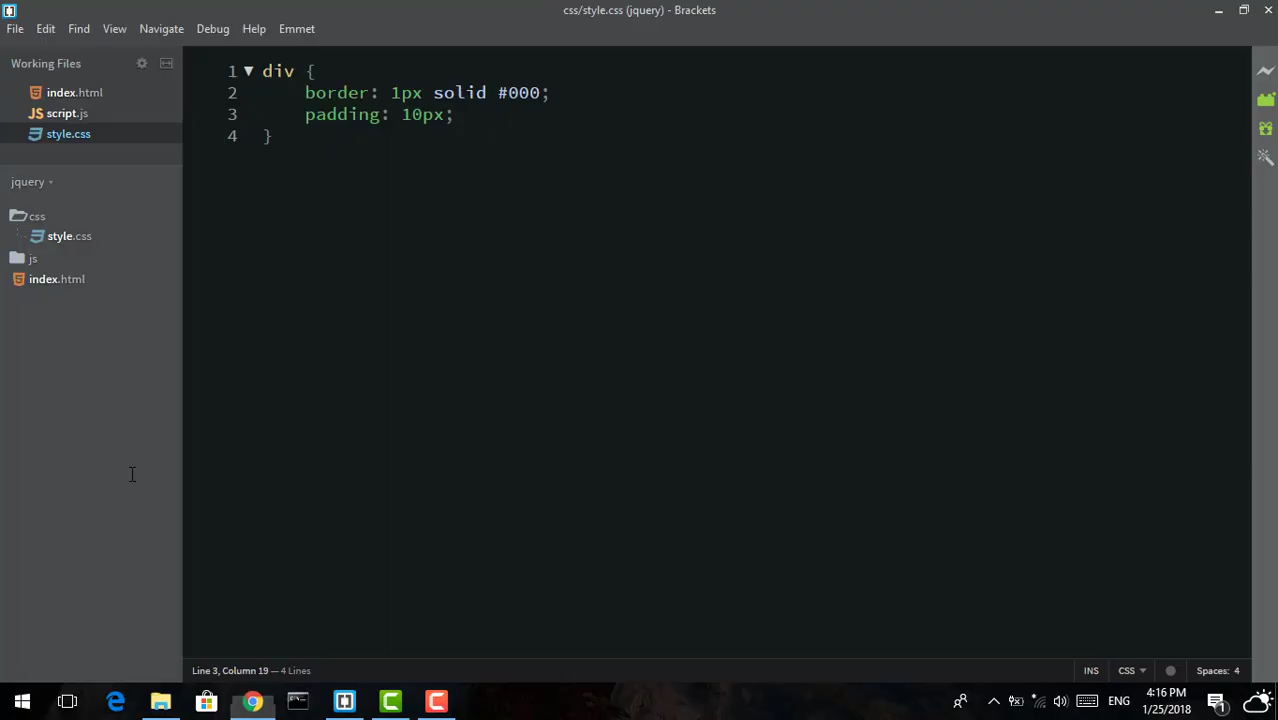 css/style.css (jquery) - Brackets
File Edit Find View Navigate Debug Help Emmet
Working Files
index.html
JS script.js
style.css
jquery
css
style.css
js
index.html
1 div {
2 border: 1px solid #000;
3 padding: 10px;
4 }
Line 3, Column 19 — 4 Lines
INS CSS Spaces: 4
ENG
4:16 PM
1/25/2018
1